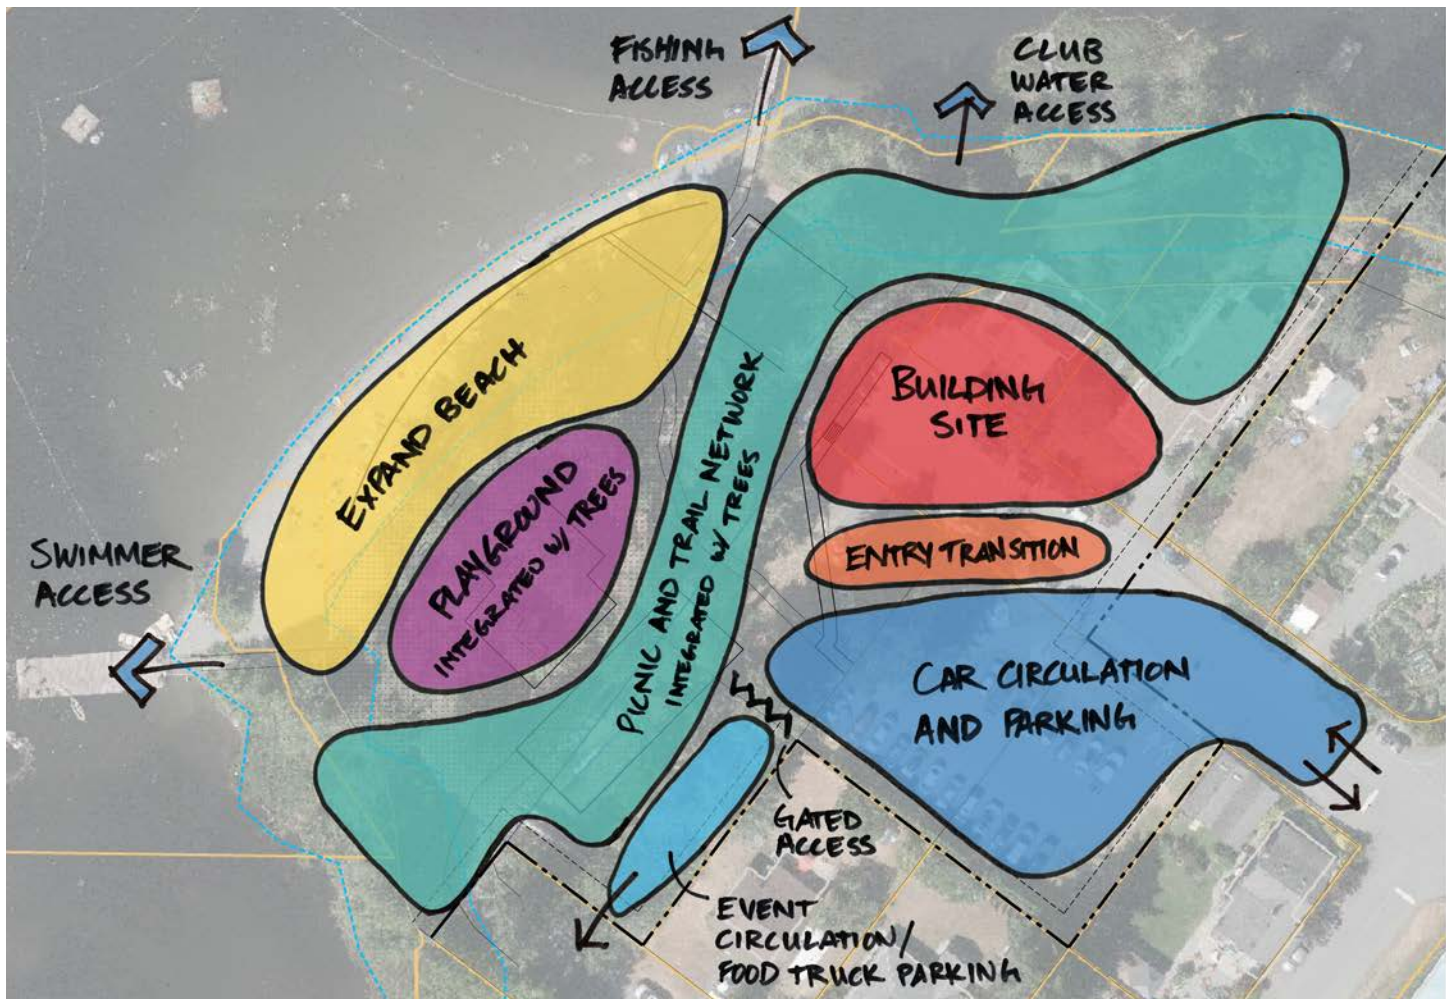 FISHING
ACCESS
CLUB
WATER
ACCESS
EXPAND BEACH
PLAYGROUND
INTEGRATED W/ TREES
PICNIC AND TRAIL NETWORK
INTEGRATED W/ TREES
BUILDING
SITE
ENTRY TRANSITION
SWIMMER
ACCESS
CAR CIRCULATION
AND PARKING
GATED
ACCESS
EVENT
CIRCULATION/
FOOD TRUCK PARKING